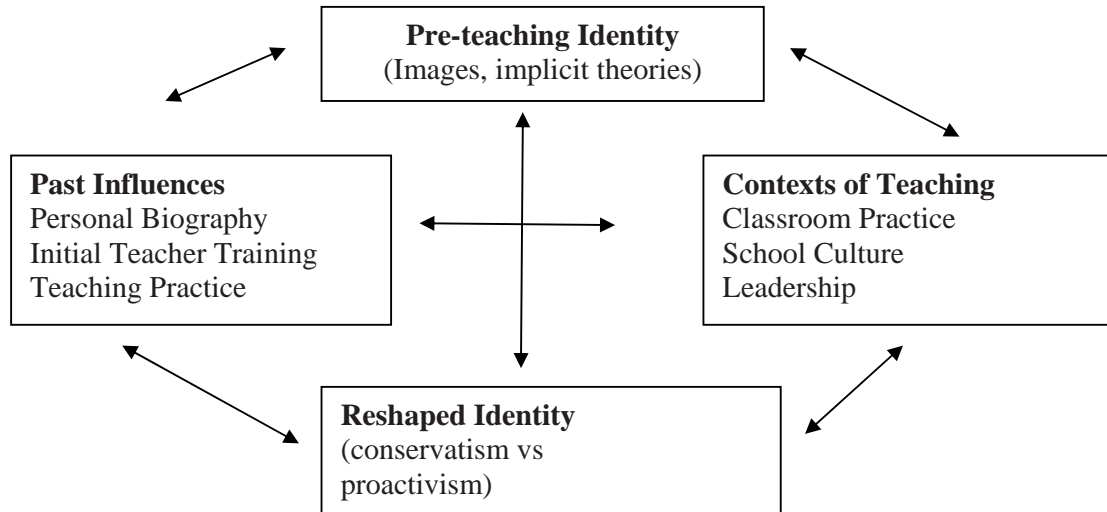 Pre-teaching Identity
(Images, implicit theories)
Past Influences
Personal Biography
Initial Teacher Training
Teaching Practice
Contexts of Teaching
Classroom Practice
School Culture
Leadership
Reshaped Identity
(conservatism vs
proactivism)